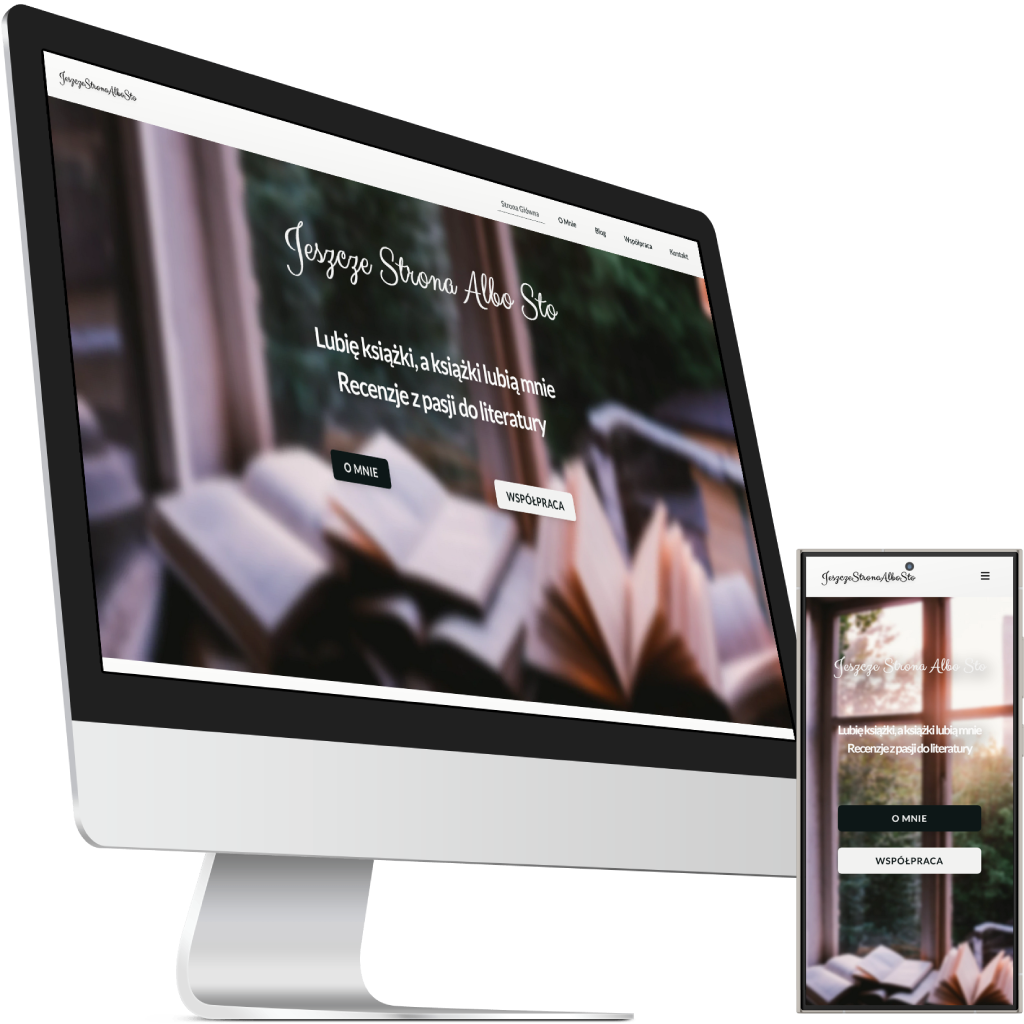 JeszczeStronaAlboSto
Strona Główna
O Mnie
Blog
Współpraca
Kontakt
Jeszcze Strona Albo Sto
Lubię książki, a książki lubią mnie
Recenzje z pasji do literatury
O MNIE
WSPÓŁPRACA
JeszczeStronaAlboSto
Jeszcze Strona Albo Sto
Lubię książki, a książki lubią mnie
Recenzje z pasji do literatury
O MNIE
WSPÓŁPRACA